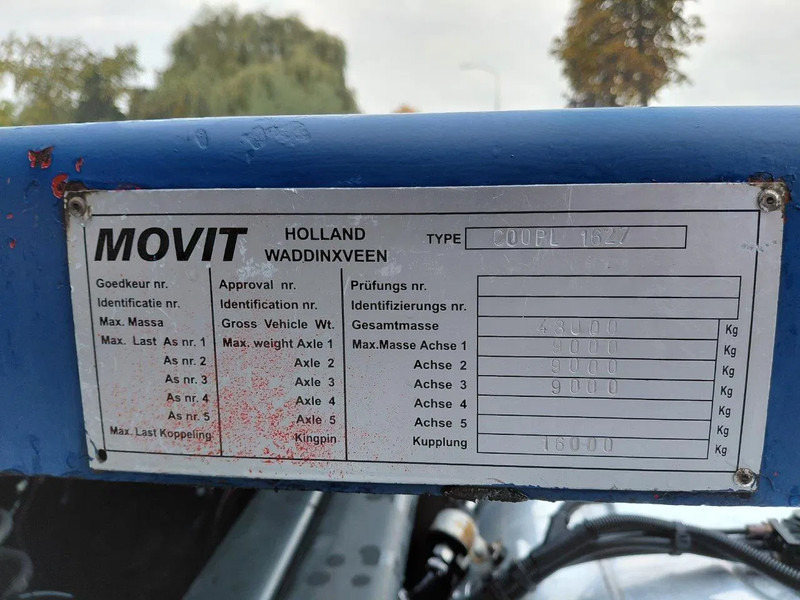 MOVIT HOLLAND WADDINXVEEN TYPE COUPL 16ZZ
Goedkeur nr. Approval nr. Prüfungs nr.
Identificatie nr. Identification nr. Identifizierungs nr.
Max. Massa Gross Vehicle Wt. Gesamtmasse 43000 Kg
Max. Last As nr. 1 Max. weight Axle 1 Max.Masse Achse 1 9000 Kg
As nr. 2 Axle 2 Achse 2 9000 Kg
As nr. 3 Axle 3 Achse 3 9000 Kg
As nr. 4 Axle 4 Achse 4 Kg
As nr. 5 Axle 5 Achse 5 Kg
Max. Last Koppeling Kingpin Kupplung 16000 Kg